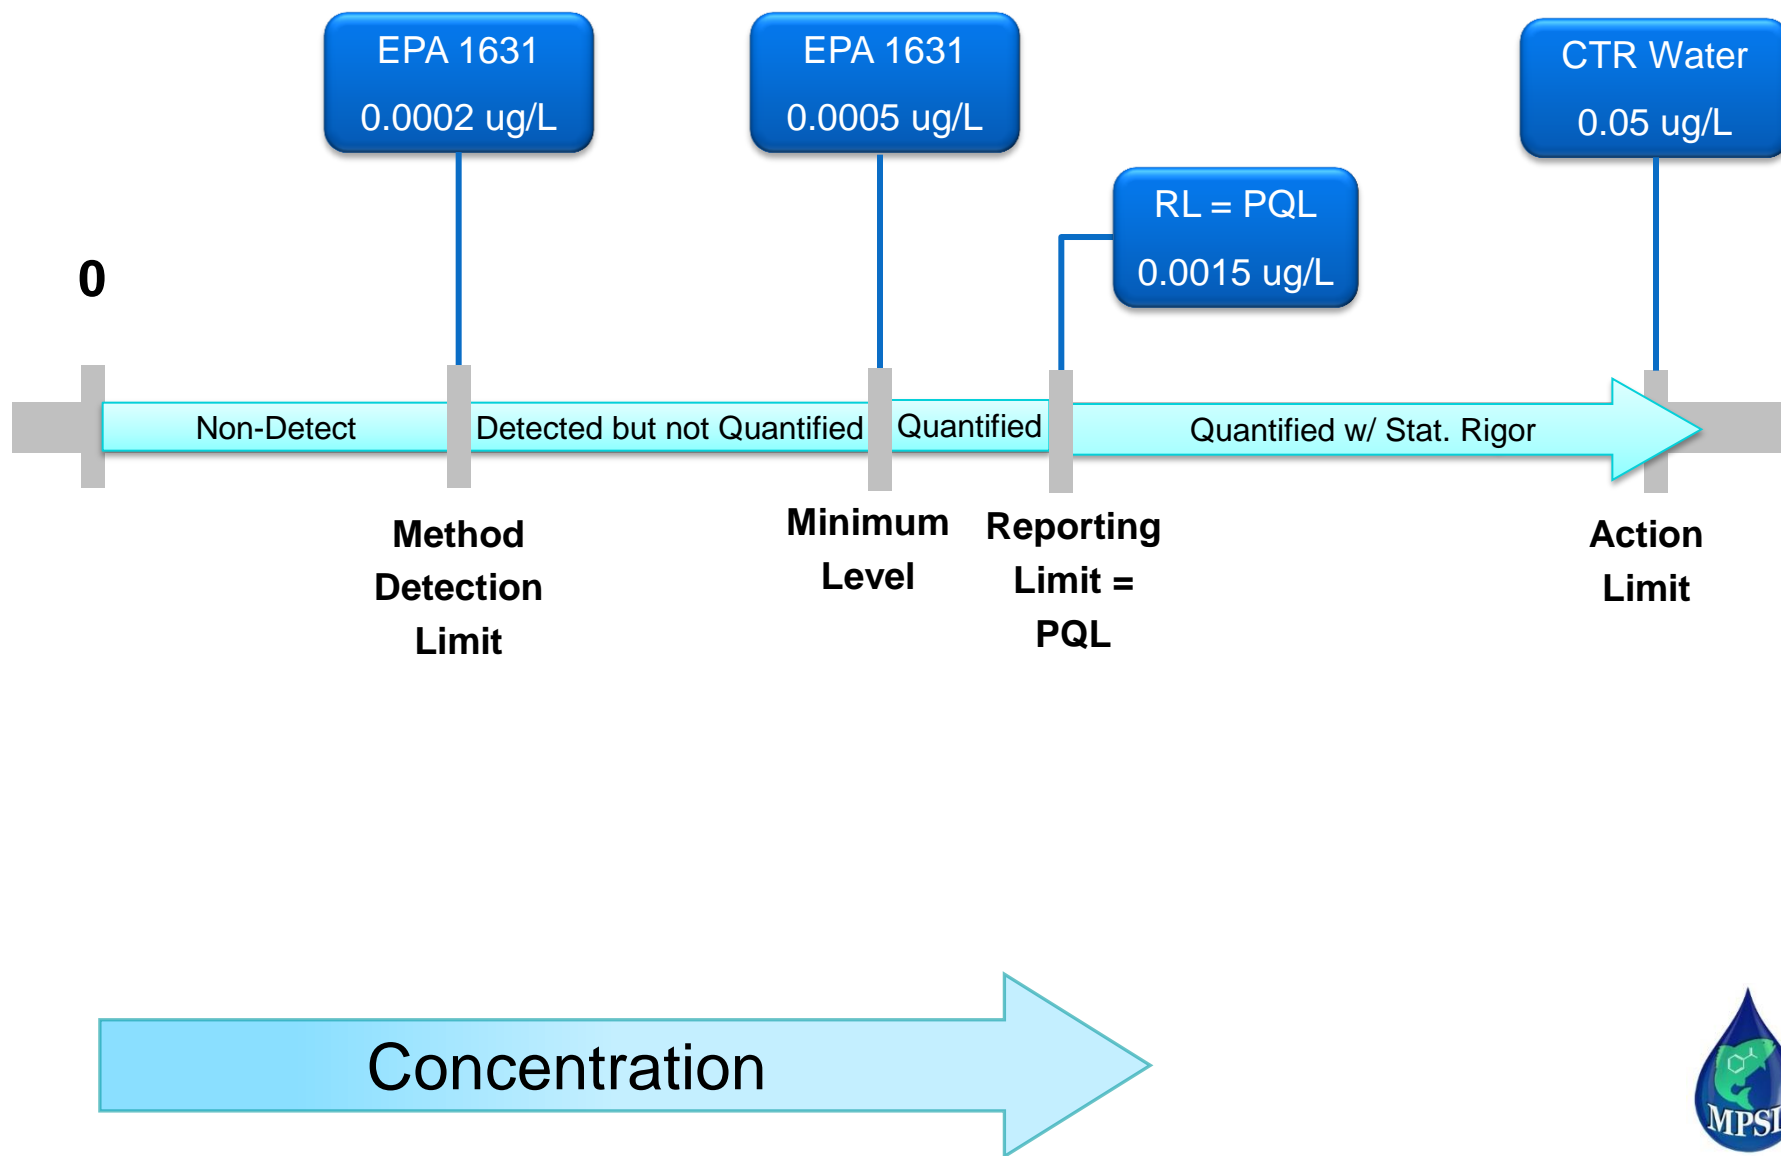 EPA 1631
0.0002 ug/L
EPA 1631
0.0005 ug/L
CTR Water
0.05 ug/L
RL = PQL
0.0015 ug/L
0
Non-Detect
Detected but not Quantified
Quantified
Quantified w/ Stat. Rigor
Method
Detection
Limit
Minimum
Level
Reporting
Limit =
PQL
Action
Limit
Concentration
MPSL